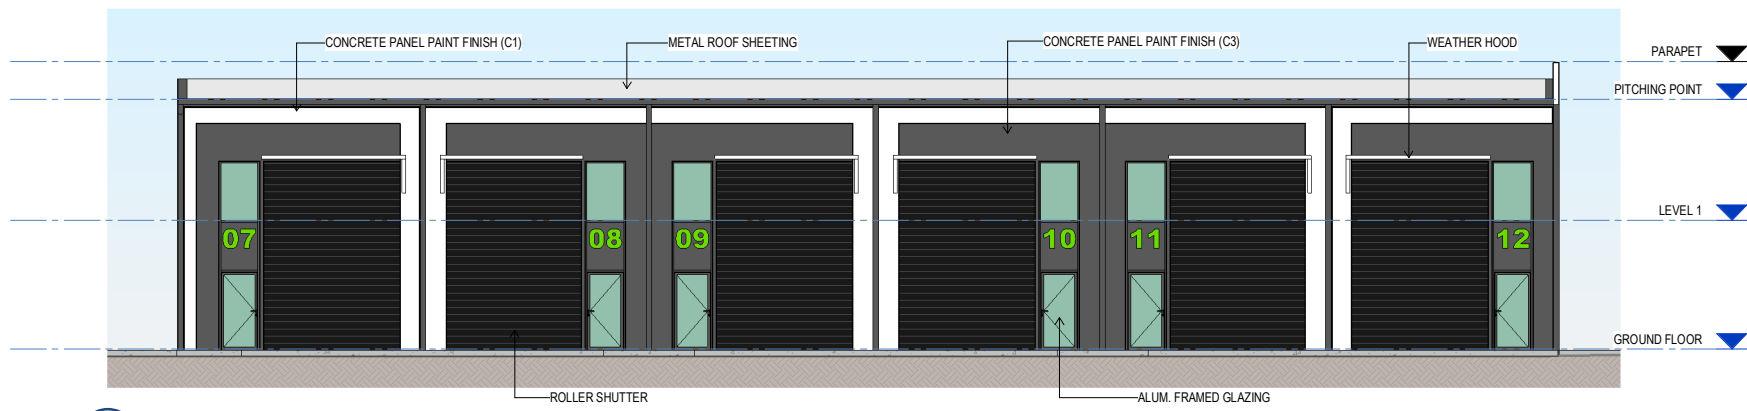 CONCRETE PANEL PAINT FINISH (C1)
METAL ROOF SHEETING
CONCRETE PANEL PAINT FINISH (C3)
WEATHER HOOD
PARAPET
PITCHING POINT
LEVEL 1
07
08
09
10
11
12
GROUND FLOOR
ROLLER SHUTTER
ALUM. FRAMED GLAZING